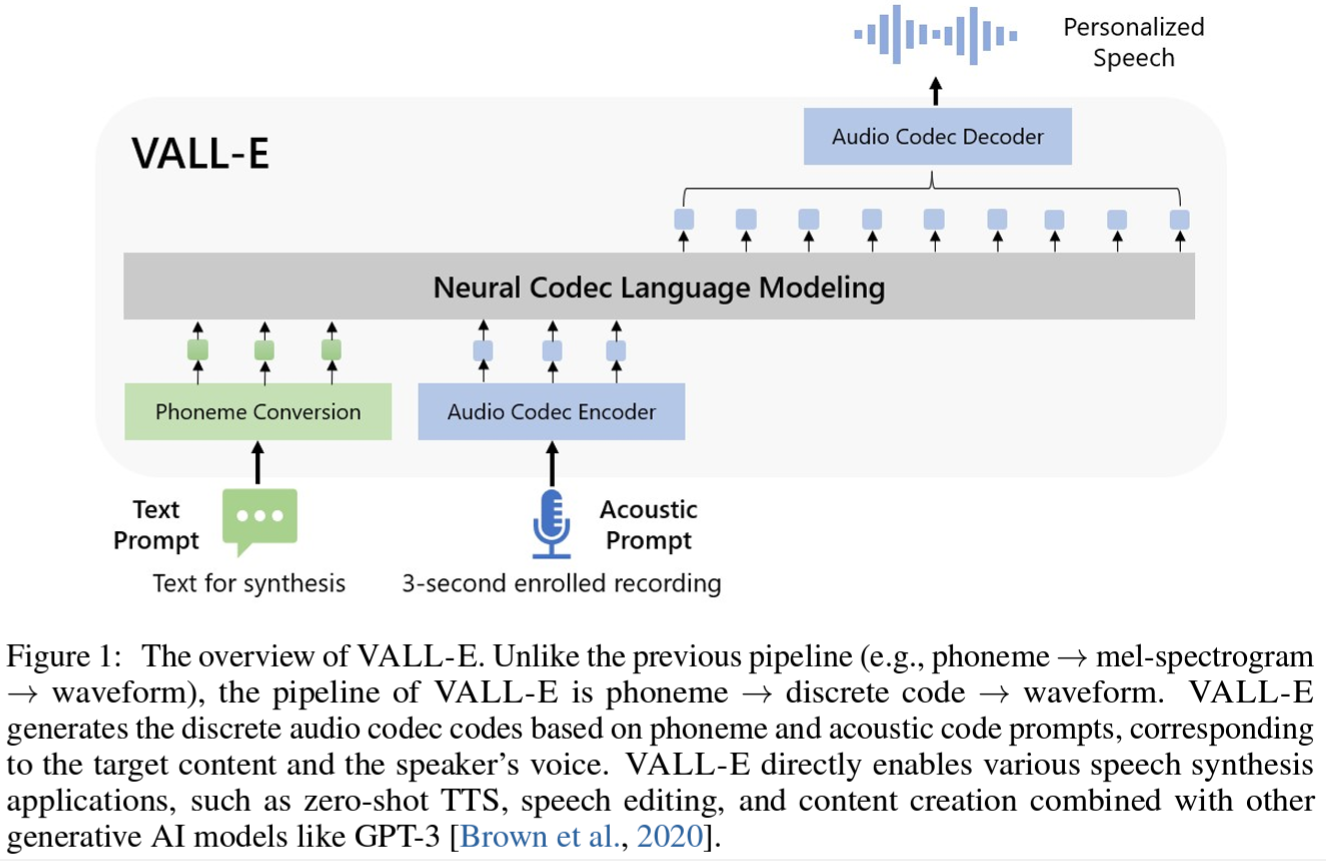 Personalized
Speech
Audio Codec Decoder
VALL-E
Neural Codec Language Modeling
Phoneme Conversion
Audio Codec Encoder
Text
Prompt
Acoustic
Prompt
Text for synthesis
3-second enrolled recording
Figure 1: The overview of VALL-E. Unlike the previous pipeline (e.g., phoneme → mel-spectrogram
→ waveform), the pipeline of VALL-E is phoneme → discrete code → waveform. VALL-E
generates the discrete audio codec codes based on phoneme and acoustic code prompts, corresponding
to the target content and the speaker's voice. VALL-E directly enables various speech synthesis
applications, such as zero-shot TTS, speech editing, and content creation combined with other
generative AI models like GPT-3 [Brown et al., 2020].